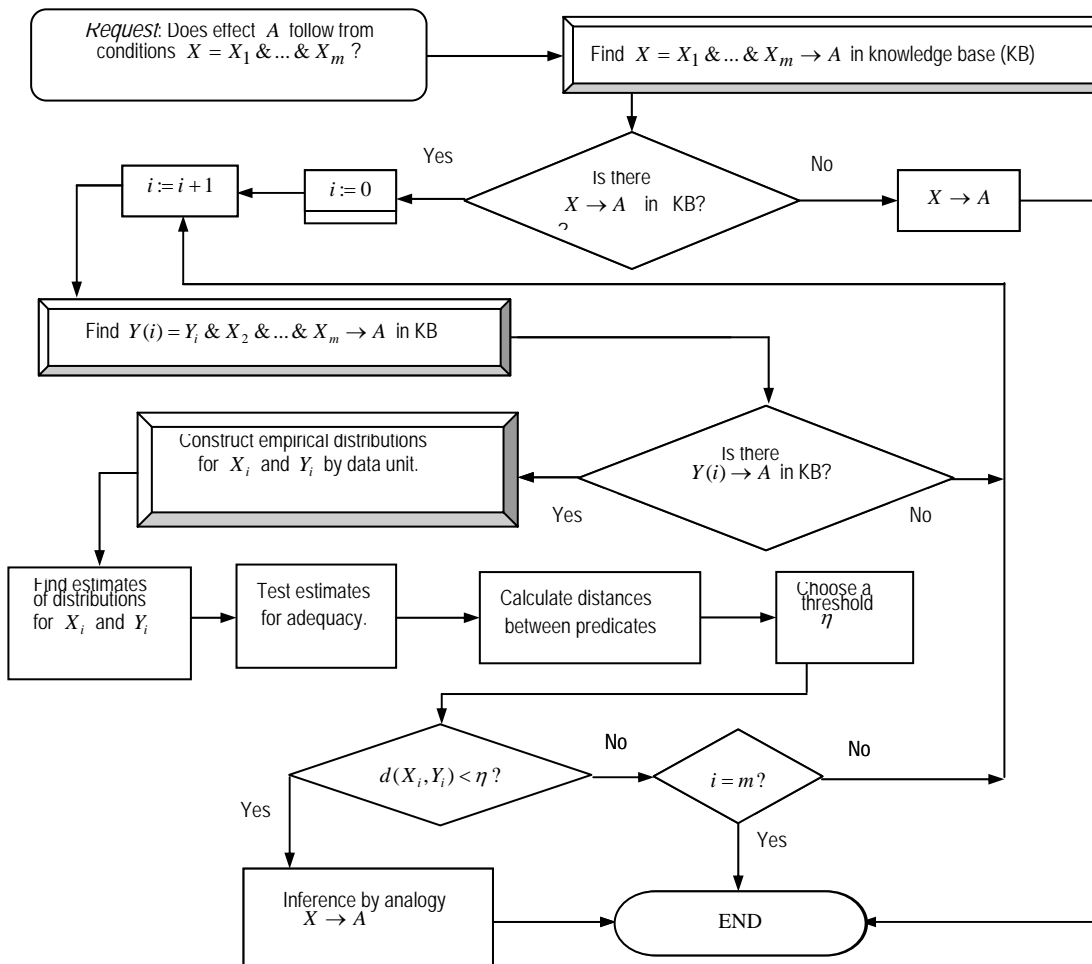 Request: Does effect A follow from
conditions X = X₁ & ... & Xₘ ?
Find X = X₁ & ... & Xₘ → A in knowledge base (KB)
Yes
No
Is there
X → A in KB?
?
i := i + 1
i := 0
X → A
Find Y(i) = Yᵢ & X₂ & ... & Xₘ → A in KB
Construct empirical distributions
for Xᵢ and Yᵢ by data unit.
Is there
Y(i) → A in KB?
Yes
No
Find estimates
of distributions
for Xᵢ and Yᵢ
Test estimates
for adequacy.
Calculate distances
between predicates
Choose a
threshold
η
d(Xᵢ, Yᵢ) < η ?
No
i = m ?
No
Yes
Yes
Inference by analogy
X → A
END